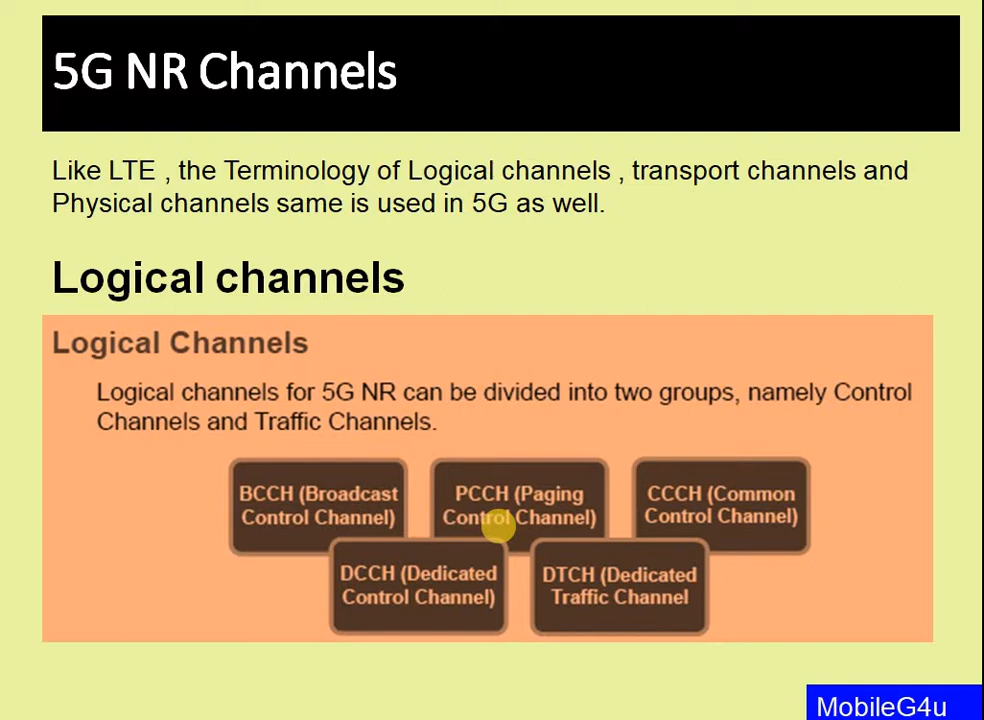 5G NR Channels
Like LTE , the Terminology of Logical channels , transport channels and
Physical channels same is used in 5G as well.
Logical channels
Logical Channels
Logical channels for 5G NR can be divided into two groups, namely Control
Channels and Traffic Channels.
BCCH (Broadcast
Control Channel)
PCCH (Paging
Control Channel)
CCCH (Common
Control Channel)
DCCH (Dedicated
Control Channel)
DTCH (Dedicated
Traffic Channel
MobileG4u